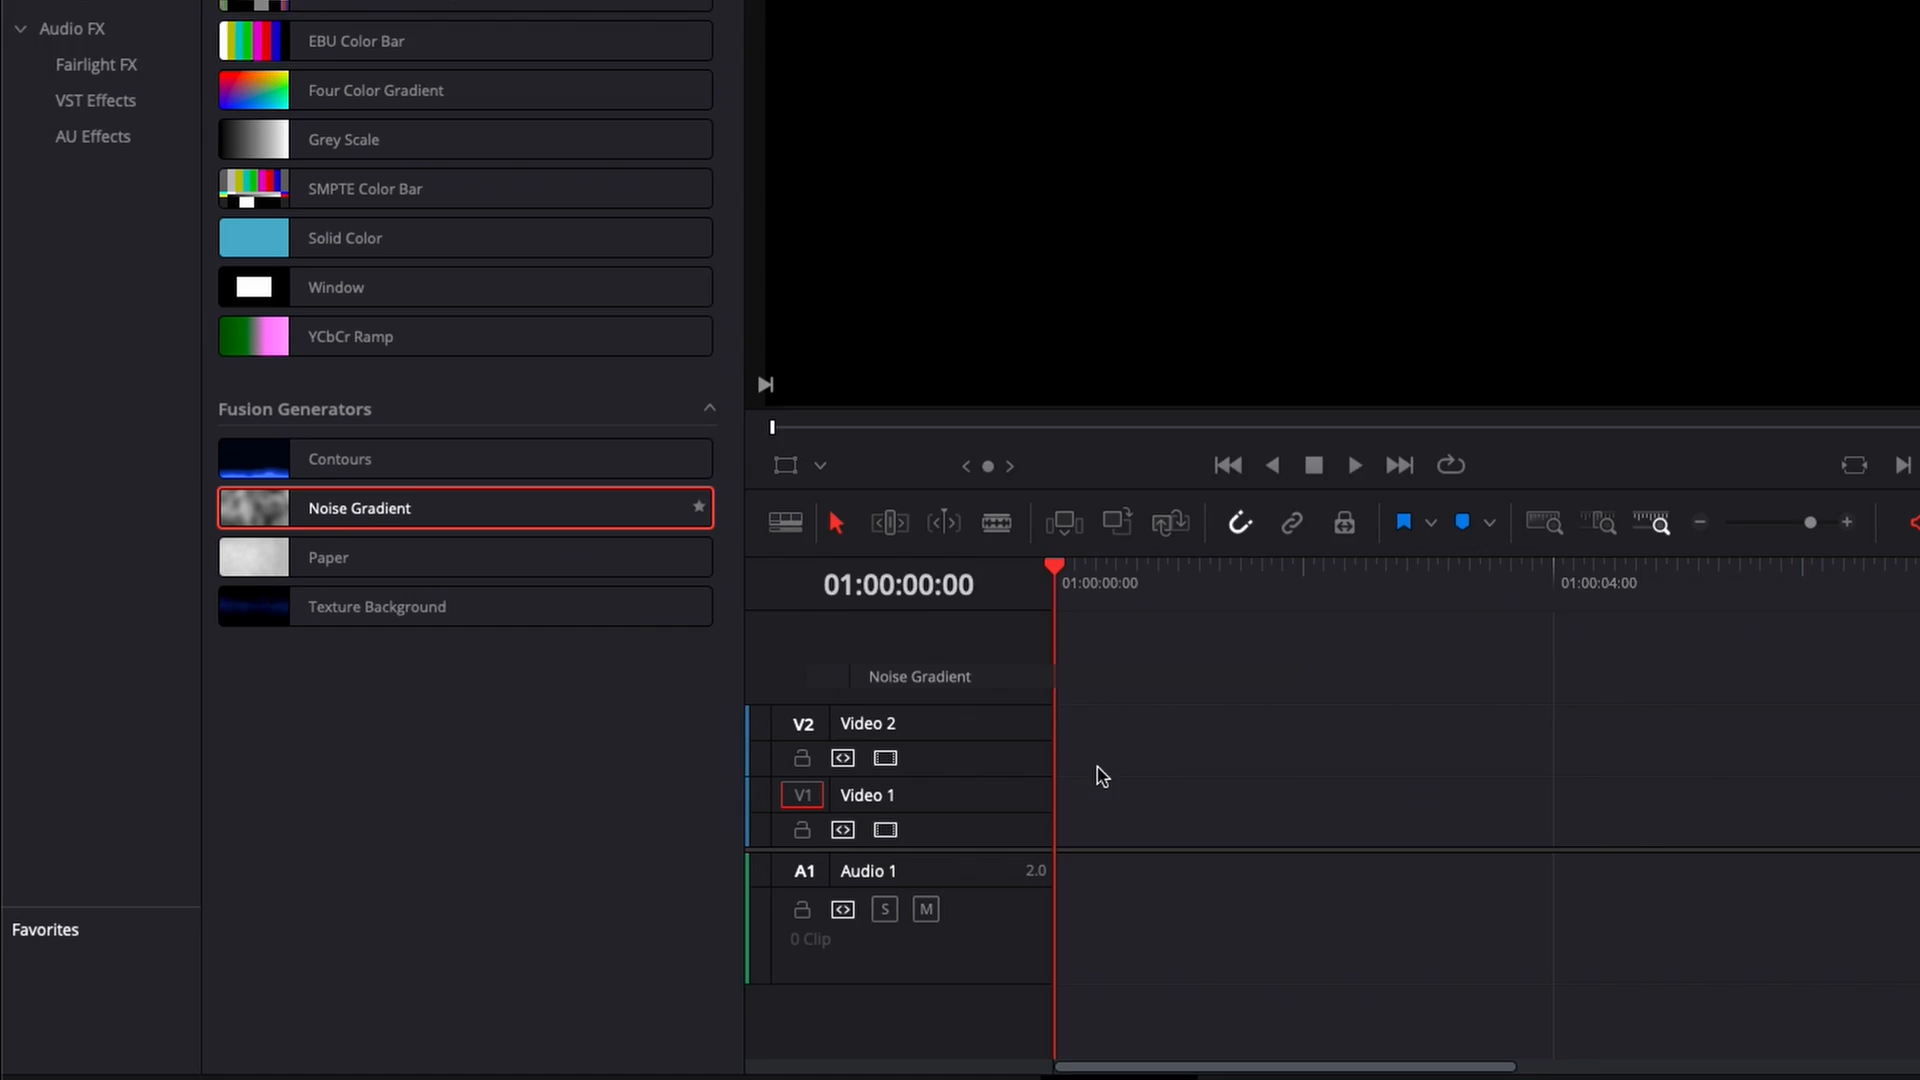 Audio FX
Fairlight FX
VST Effects
AU Effects
EBU Color Bar
Four Color Gradient
Grey Scale
SMPTE Color Bar
Solid Color
Window
YCbCr Ramp
Fusion Generators
Contours
Noise Gradient
Paper
Texture Background
Favorites
01:00:00:00
01:00:00:00
01:00:04:00
Noise Gradient
V2 Video 2
V1 Video 1
A1 Audio 1 2.0
S M
0 Clip